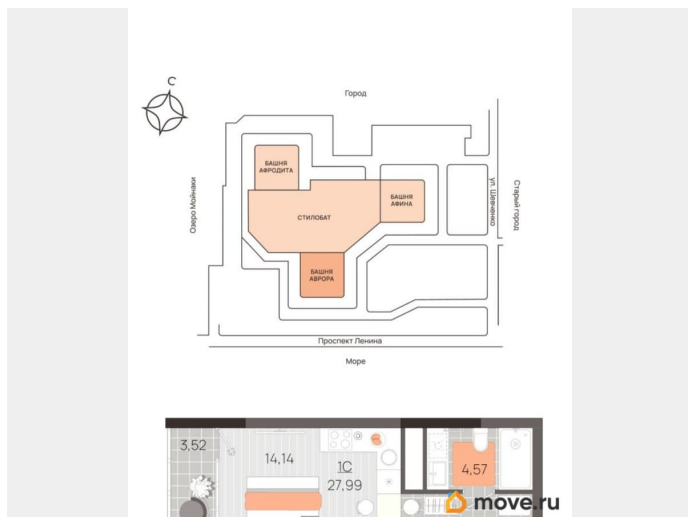 С
Город
БАШНЯ
АФРОДИТА
Озеро Мойнаки
БАШНЯ
АФИНА
ул. Шевченко
Старый город
СТИЛОБАТ
БАШНЯ
АВРОРА
Проспект Ленина
Море
3,52
14,14
1С
27,99
4,57
move.ru